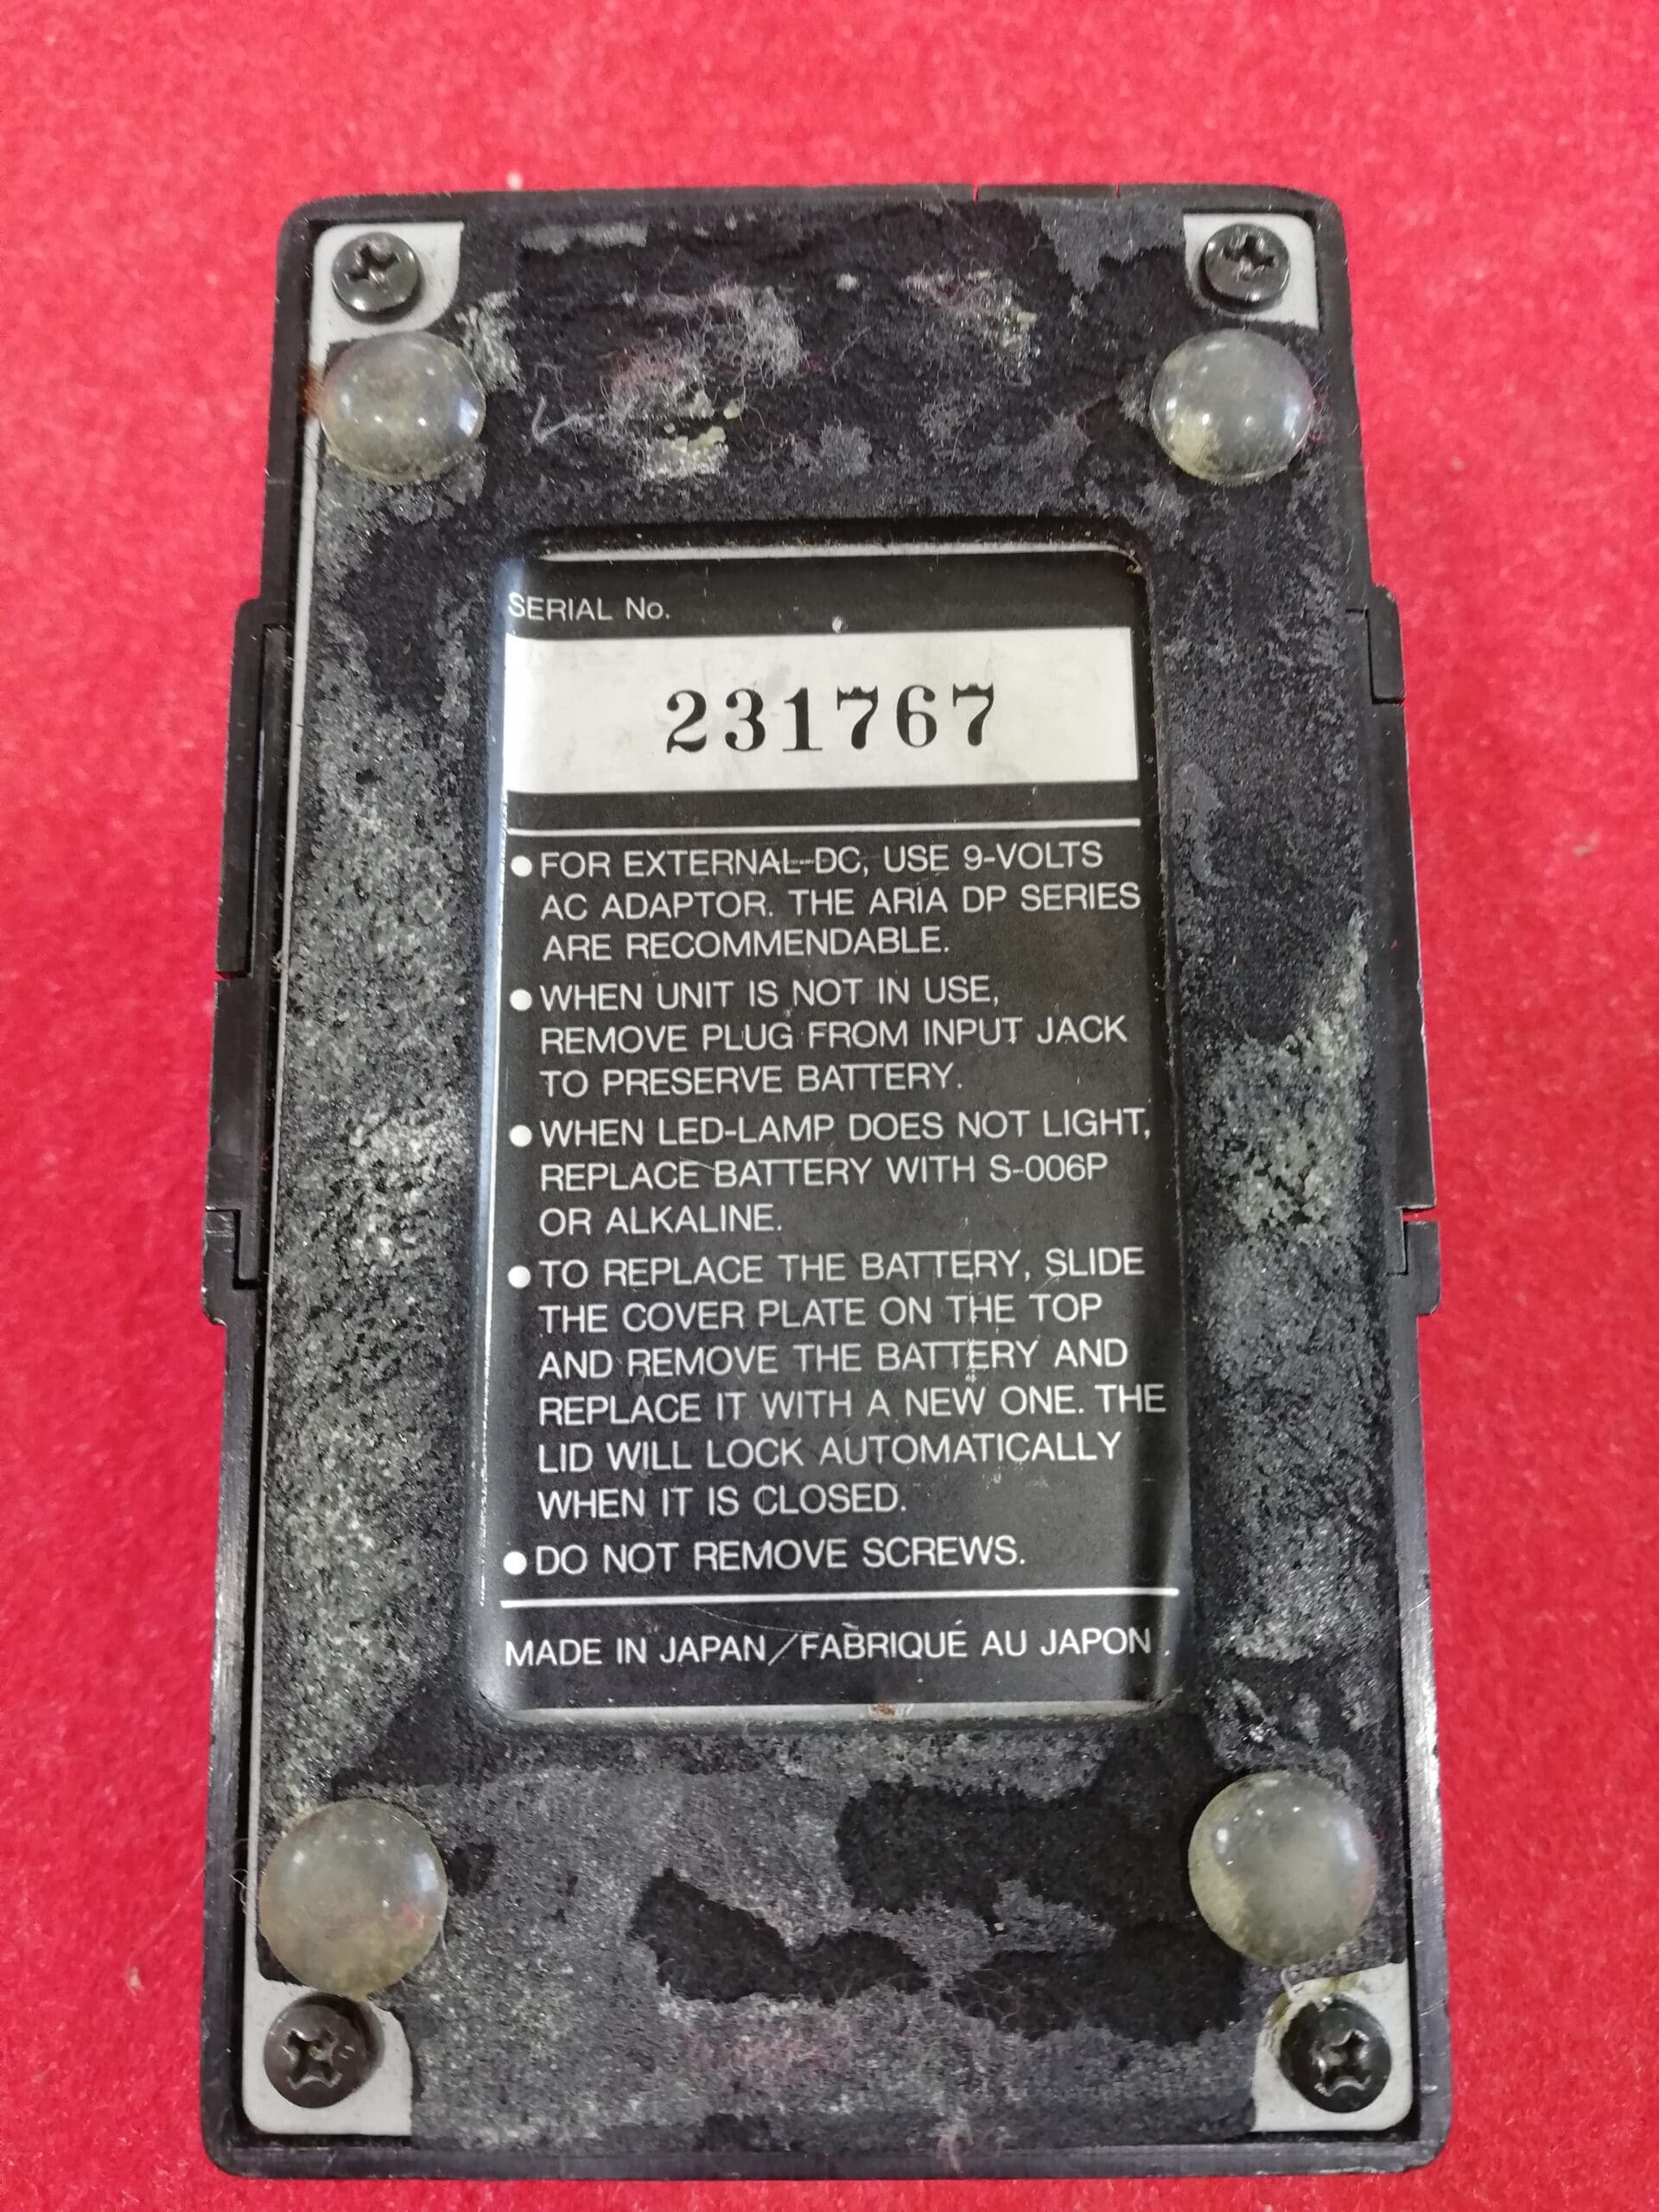 SERIAL No.
231767
● FOR EXTERNAL-DC, USE 9-VOLTS
AC ADAPTOR. THE ARIA DP SERIES
ARE RECOMMENDABLE.
● WHEN UNIT IS NOT IN USE,
REMOVE PLUG FROM INPUT JACK
TO PRESERVE BATTERY.
● WHEN LED-LAMP DOES NOT LIGHT,
REPLACE BATTERY WITH S-006P
OR ALKALINE.
● TO REPLACE THE BATTERY, SLIDE
THE COVER PLATE ON THE TOP
AND REMOVE THE BATTERY AND
REPLACE IT WITH A NEW ONE. THE
LID WILL LOCK AUTOMATICALLY
WHEN IT IS CLOSED.
● DO NOT REMOVE SCREWS.
MADE IN JAPAN/FABRIQUÉ AU JAPON